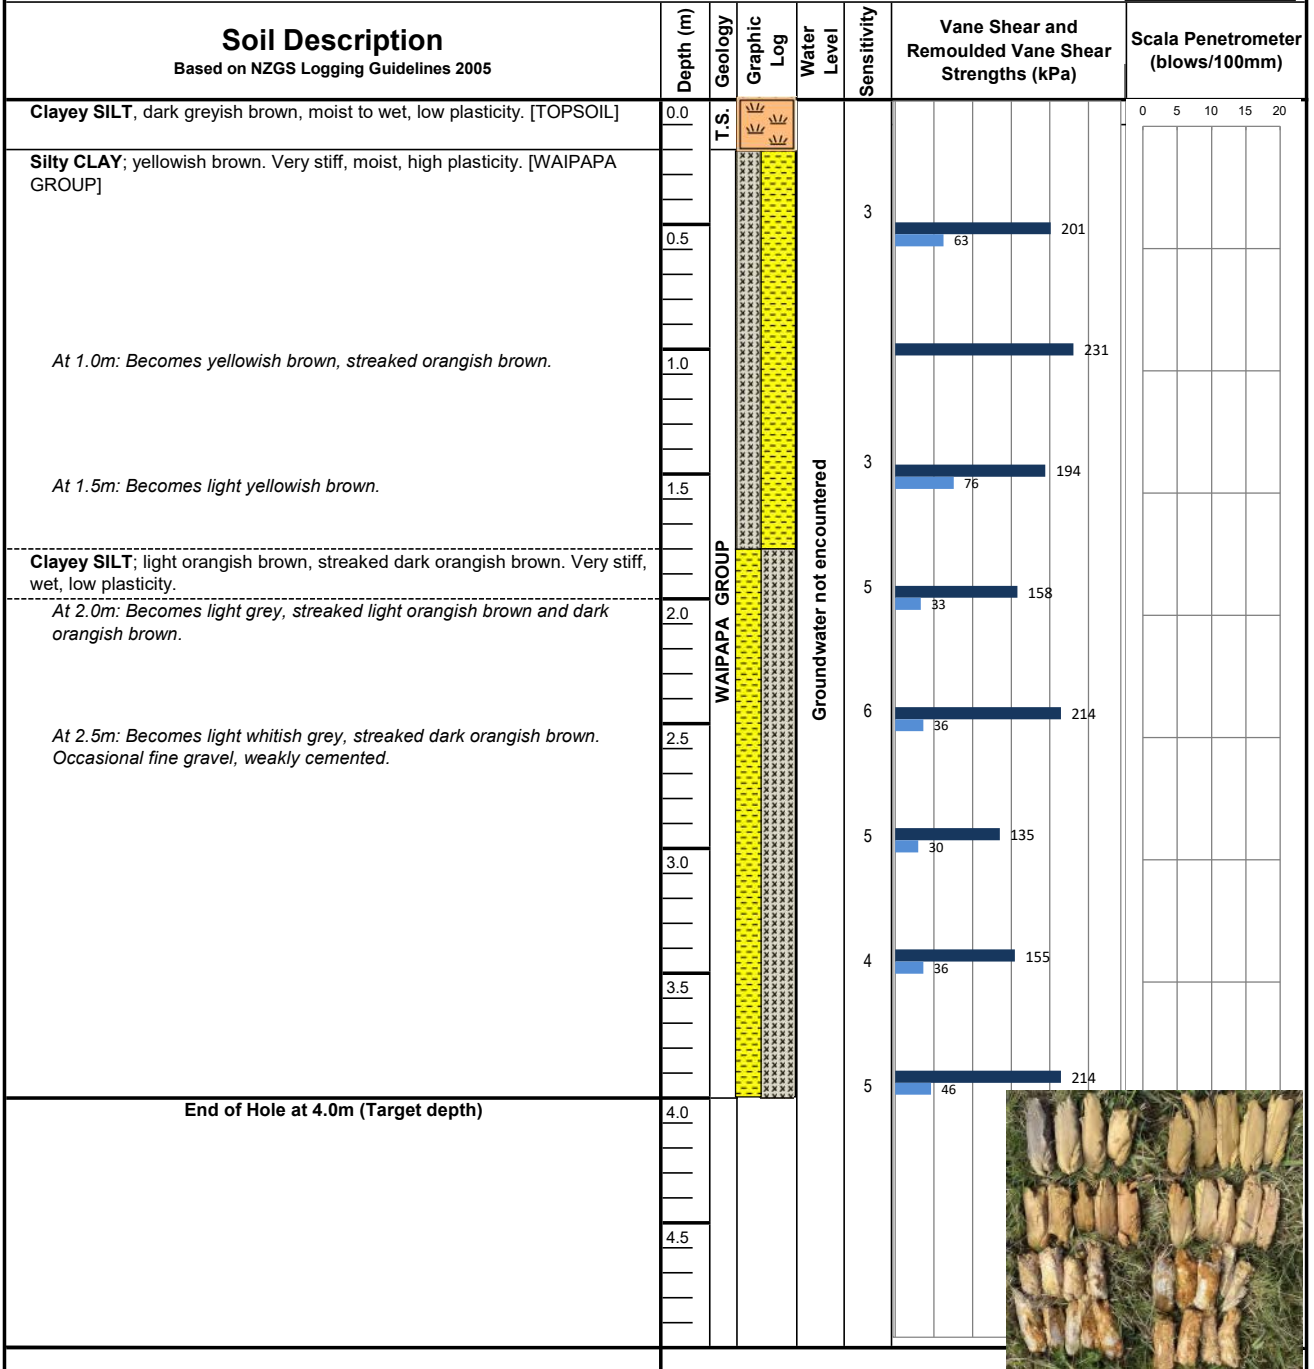 Soil Description
Based on NZGS Logging Guidelines 2005
Depth (m)
Geology
Graphic
Log
Water
Level
Sensitivity
Vane Shear and
Remoulded Vane Shear
Strengths (kPa)
Scala Penetrometer
(blows/100mm)
0 5 10 15 20
Clayey SILT, dark greyish brown, moist to wet, low plasticity. [TOPSOIL]
0.0
T.S.
Silty CLAY; yellowish brown. Very stiff, moist, high plasticity. [WAIPAPA
GROUP]
3
201
0.5
63
At 1.0m: Becomes yellowish brown, streaked orangish brown.
1.0
231
3
194
At 1.5m: Becomes light yellowish brown.
1.5
76
WAIPAPA GROUP
Groundwater not encountered
Clayey SILT; light orangish brown, streaked dark orangish brown. Very stiff,
wet, low plasticity.
5
158
33
At 2.0m: Becomes light grey, streaked light orangish brown and dark
orangish brown.
2.0
6
214
36
At 2.5m: Becomes light whitish grey, streaked dark orangish brown.
Occasional fine gravel, weakly cemented.
2.5
5
135
30
3.0
4
155
36
3.5
5
214
46
End of Hole at 4.0m (Target depth)
4.0
4.5